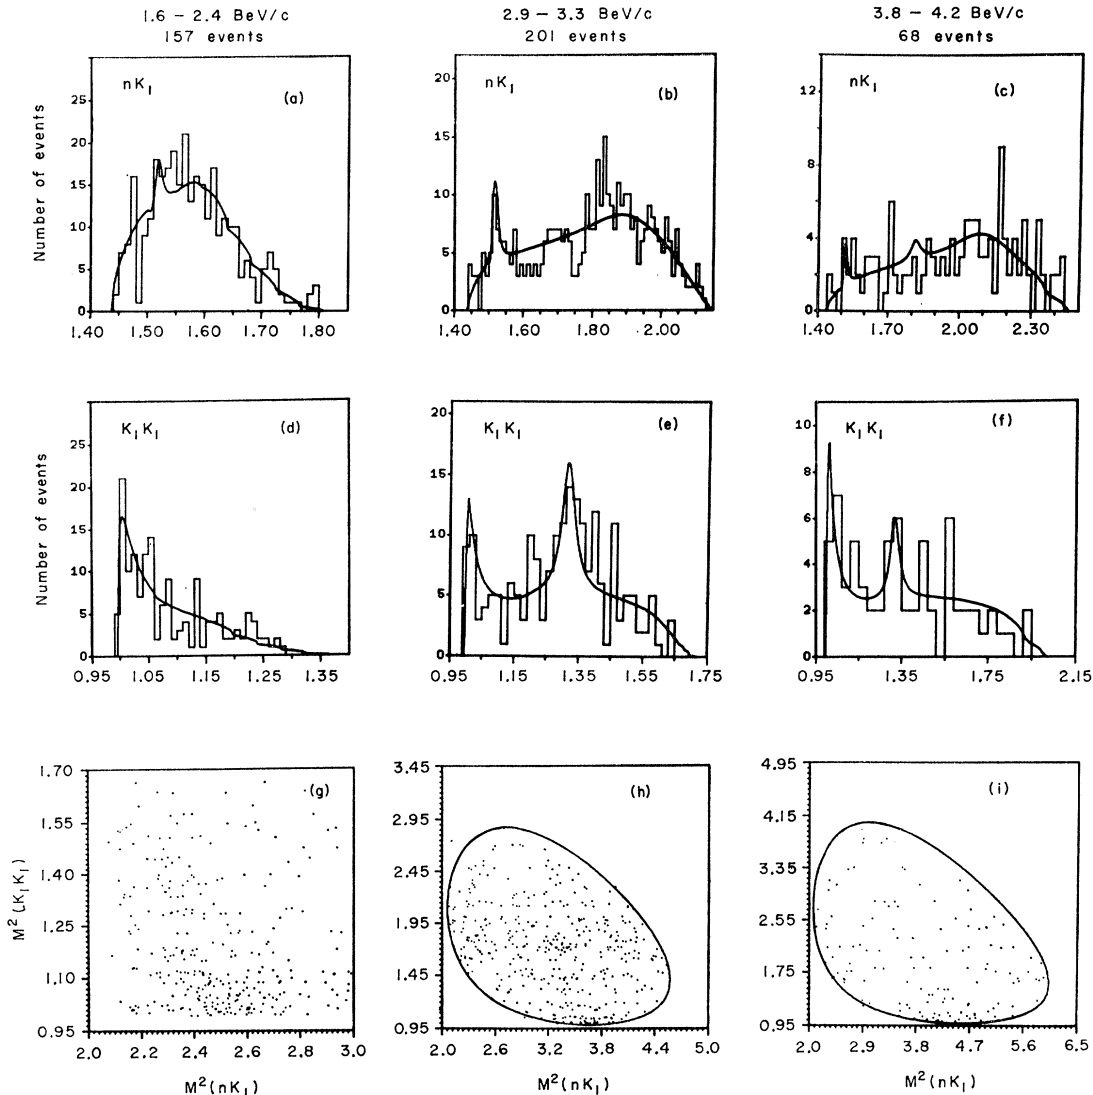 1.6 – 2.4 BeV/c
157 events
2.9 – 3.3 BeV/c
201 events
3.8 – 4.2 BeV/c
68 events
Number of events
nK₁
(a)
25
20
15
10
5
0
1.40 1.50 1.60 1.70 1.80
nK₁
(b)
20
15
10
5
0
1.40 1.60 1.80 2.00
nK₁
(c)
12
8
4
0
1.40 1.70 2.00 2.30
Number of events
K₁K₁
(d)
25
20
15
10
5
0
0.95 1.05 1.15 1.25 1.35
K₁K₁
(e)
20
15
10
5
0
0.95 1.15 1.35 1.55 1.75
K₁K₁
(f)
10
8
6
4
2
0
0.95 1.35 1.75 2.15
M²(K₁K₁)
(g)
1.70
1.55
1.40
1.25
1.10
0.95
2.0 2.2 2.4 2.6 2.8 3.0
M²(nK₁)
(h)
3.45
2.95
2.45
1.95
1.45
0.95
2.0 2.6 3.2 3.8 4.4 5.0
M²(nK₁)
(i)
4.95
4.15
3.35
2.55
1.75
0.95
2.0 2.9 3.8 4.7 5.6 6.5
M²(nK₁)